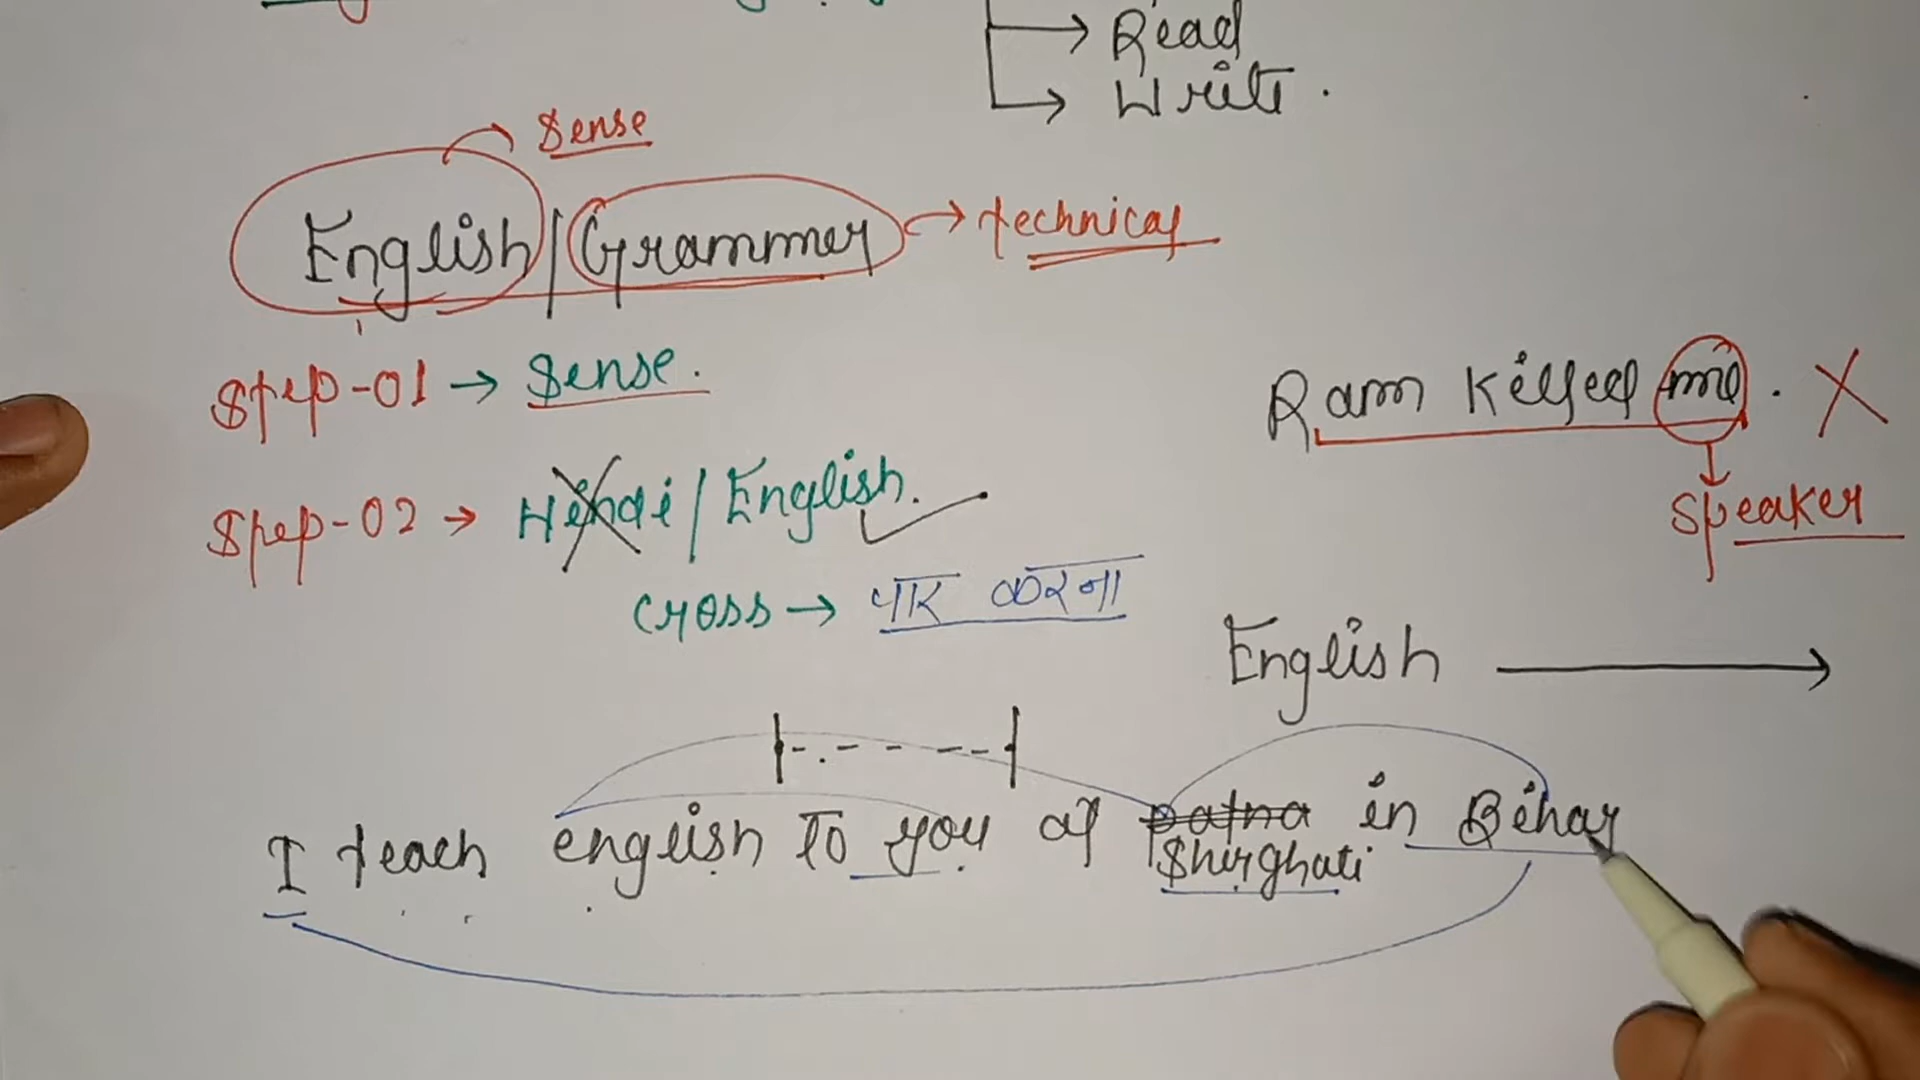 Read
Write.
Sense
English/Grammer → technical
Step-01 → Sense.
Ram killed me. X
Step-02 → Hindi/English.
Speaker
Cross → पार करना
English →
I teach english To you at patna in Bihar
Shirghati